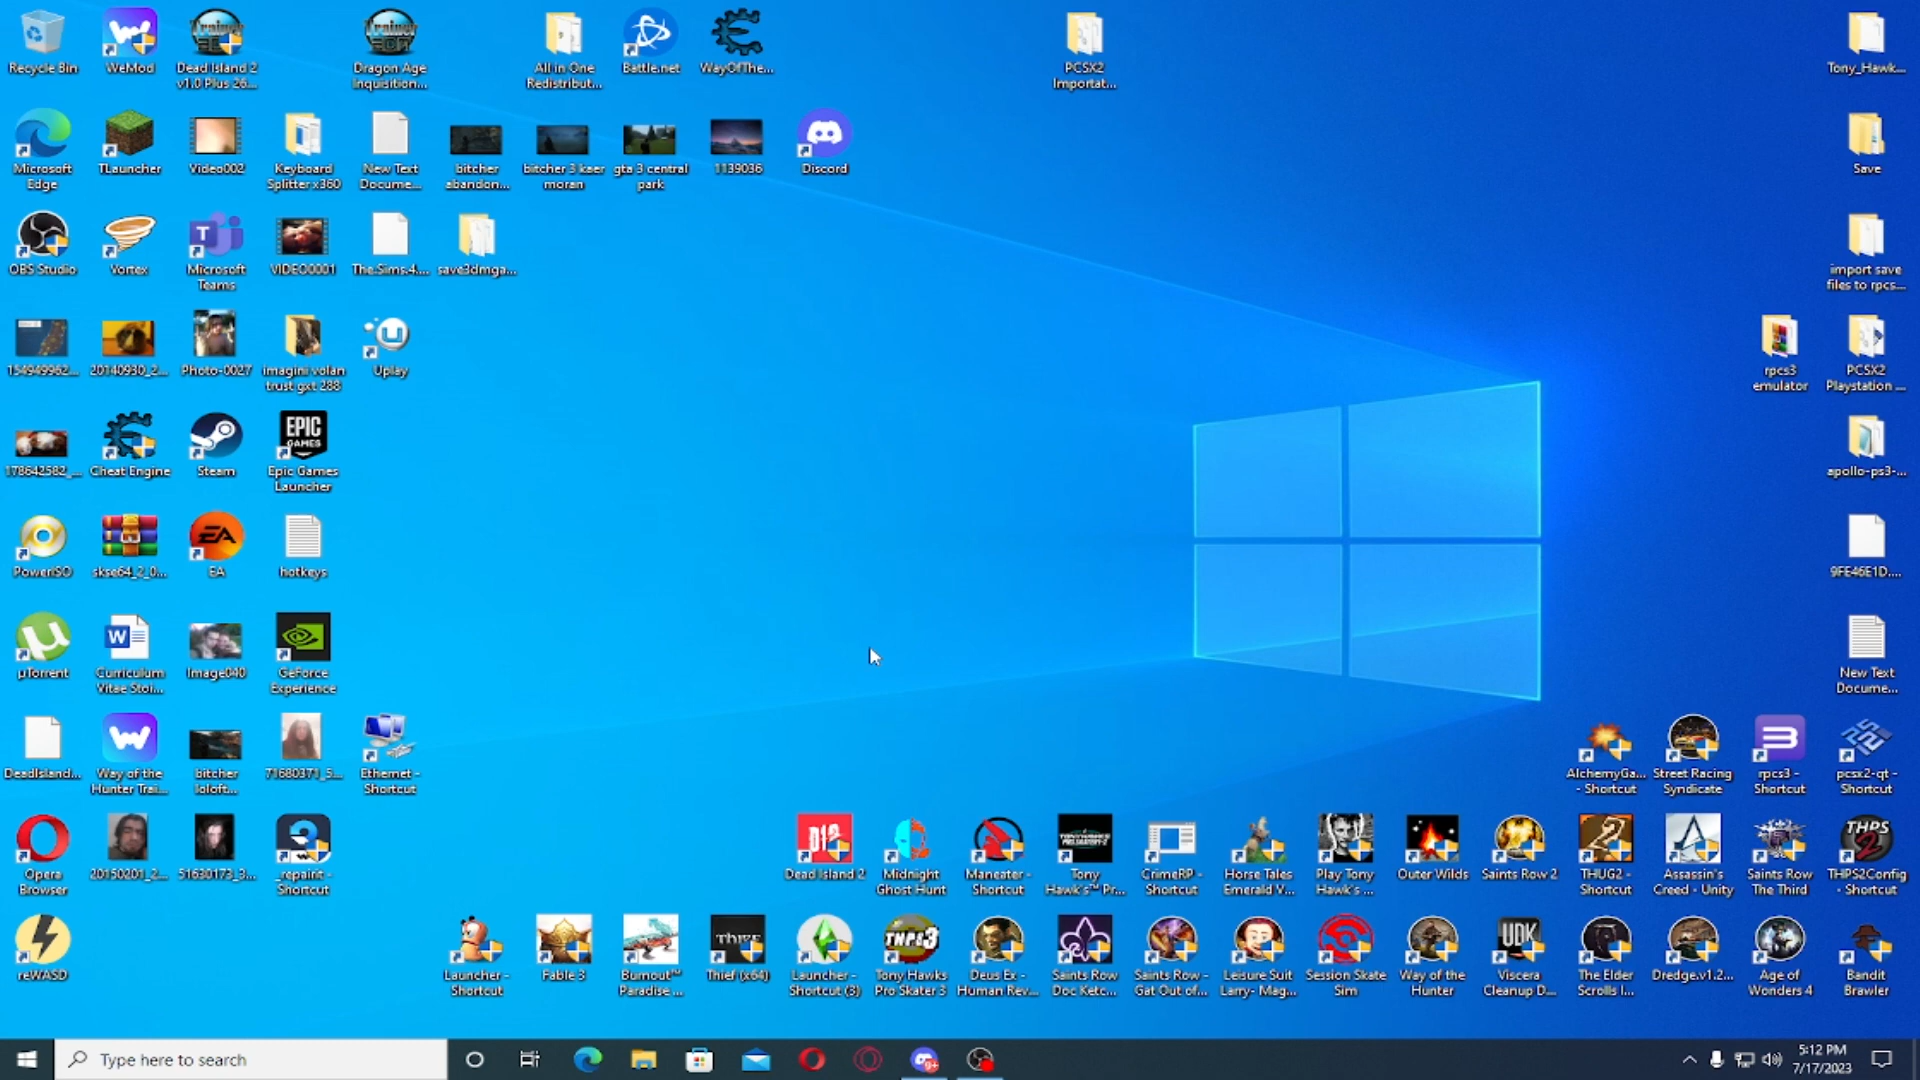 Recycle Bin
WeMod
Dead Island 2
v1.0 Plus 26...
Dragon Age
Inquisition...
All in One
Redistribut...
Battle.net
WayOfThe...
PCSX2
Importat...
Tony_Hawk...
Microsoft
Edge
TLauncher
Video002
Keyboard
Splitter x360
New Text
Docume...
bitcher
abandon...
bitcher 3 kaer
moran
gta 3 central
park
1139036
Discord
Save
OBS Studio
Vortex
Microsoft
Teams
VIDEO0001
The.Sims.4....
save3dmga...
import save
files to rpcs...
154949962...
20140930_2...
Photo-0027
imagini volan
trust gxt 288
Uplay
rpcs3
emulator
PCSX2
Playstation ...
178642582_...
Cheat Engine
Steam
EPIC
GAMES
Epic Games
Launcher
apollo-ps3-...
PowerISO
skse64_2_0...
EA
EA
hotkeys
9FE46E1D....
µTorrent
Curriculum
Vitae Stoi...
Image040
GeForce
Experience
New Text
Docume...
DeadIsland...
Way of the
Hunter Trai...
bitcher
loloft...
71680371_5...
Ethernet -
Shortcut
AlchemyGa...
- Shortcut
Street Racing
Syndicate
rpcs3 -
Shortcut
pcsx2-qt -
Shortcut
Opera
Browser
20150201_2...
51630173_3...
_repairit -
Shortcut
Dead Island 2
Midnight
Ghost Hunt
Maneater -
Shortcut
Tony
Hawk's™ Pr...
CrimeRP -
Shortcut
Horse Tales
Emerald V...
Play Tony
Hawk's ...
Outer Wilds
Saints Row 2
THUG2 -
Shortcut
Assassin's
Creed - Unity
Saints Row
The Third
THPS
2
THPS2Config
- Shortcut
reWASD
Launcher -
Shortcut
Fable 3
Burnout™
Paradise ...
THIEF
Thief (x64)
Launcher -
Shortcut (3)
THPS3
Tony Hawks
Pro Skater 3
Deus Ex -
Human Rev...
Saints Row
Doc Ketc...
Saints Row -
Gat Out of...
Leisure Suit
Larry- Mag...
Session Skate
Sim
Way of the
Hunter
UDK
Viscera
Cleanup D...
The Elder
Scrolls I...
Dredge.v1.2...
Age of
Wonders 4
Bandit
Brawler
Type here to search
5:12 PM
7/17/2023